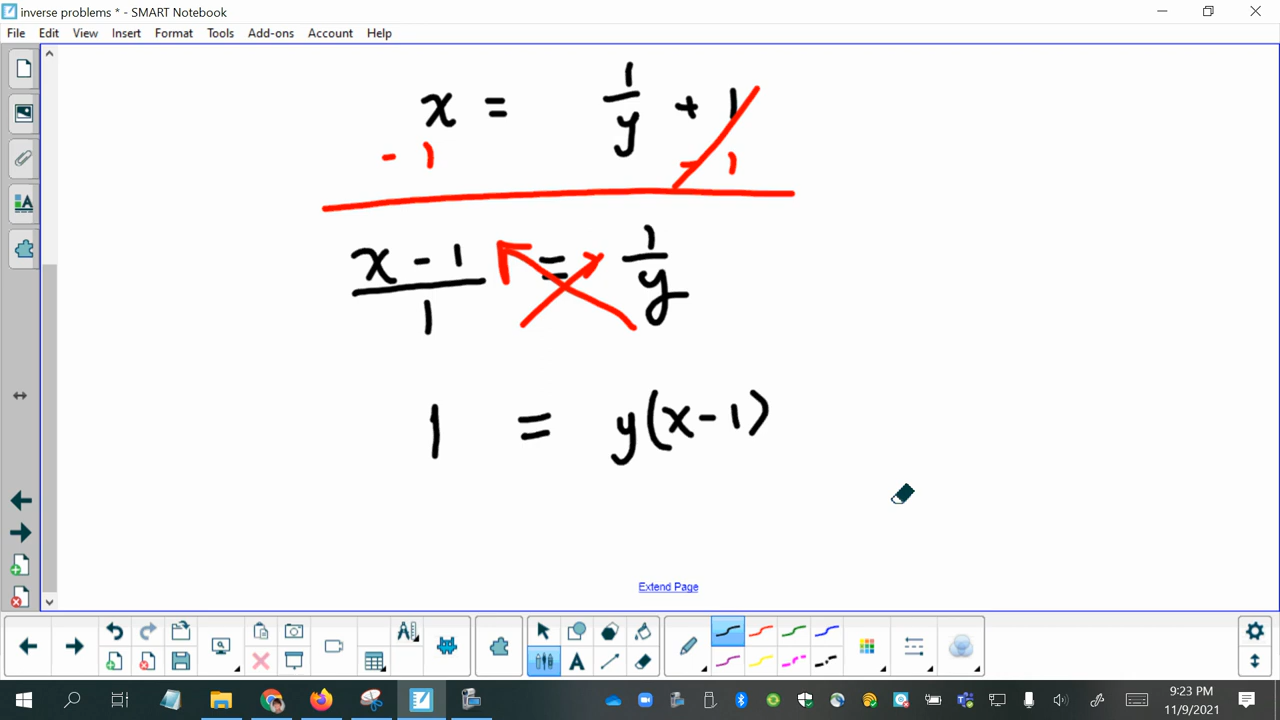 inverse problems * - SMART Notebook
File Edit View Insert Format Tools Add-ons Account Help
x = 1/y + 1
- 1 - 1
(x - 1)/1 = 1/y
1 = y(x-1)
Extend Page
9:23 PM
11/9/2021